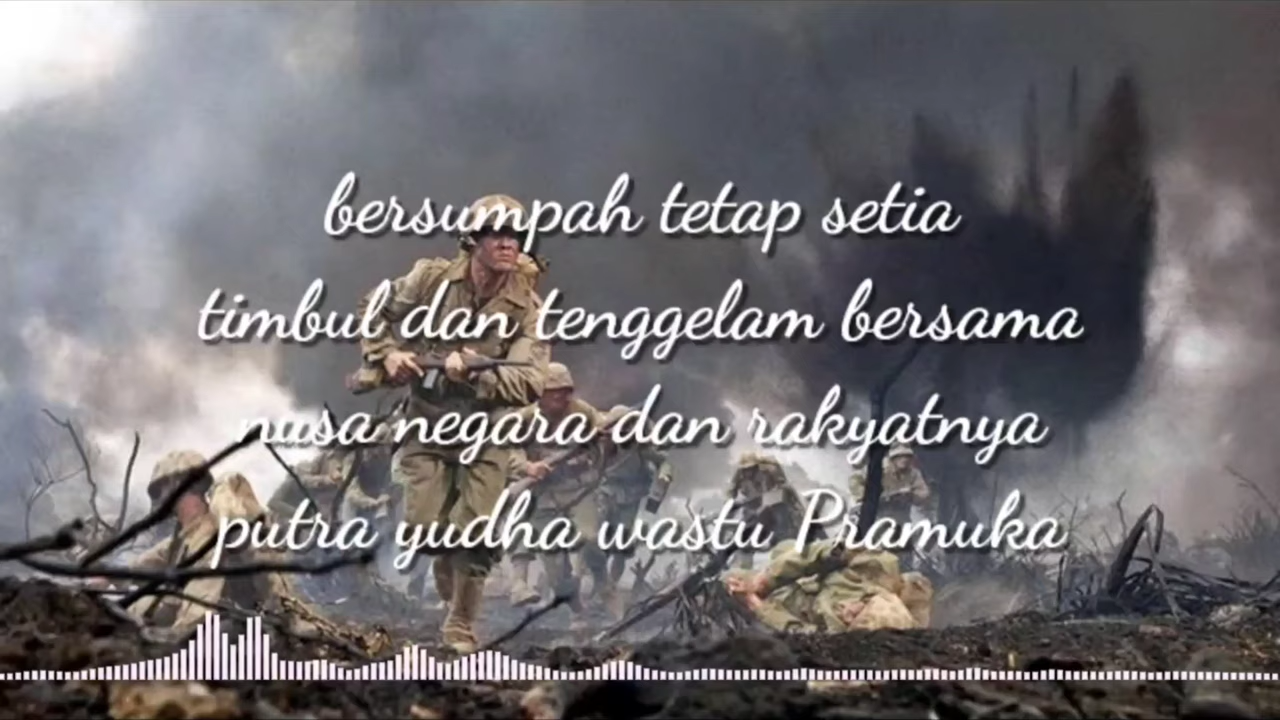 bersumpah tetap setia
timbul dan tenggelam bersama
nusa negara dan rakyatnya
putra yudha wastu Pramuka